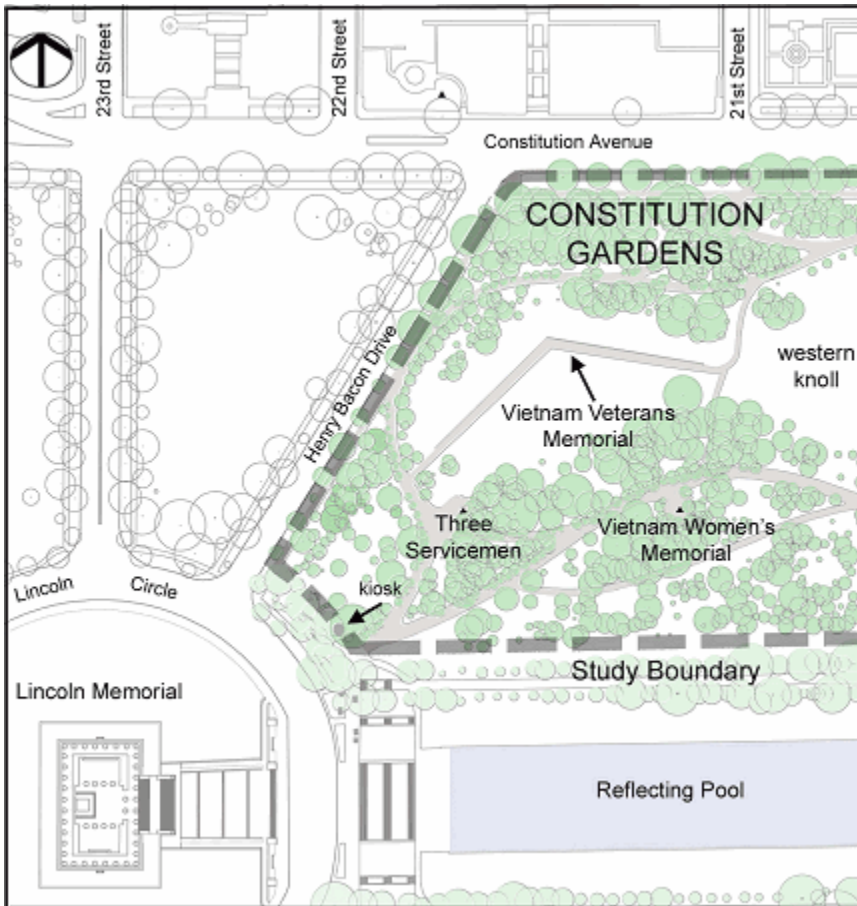 23rd Street
22nd Street
21st Street
Constitution Avenue
CONSTITUTION
GARDENS
Henry Bacon Drive
western
knoll
Vietnam Veterans
Memorial
Three
Servicemen
Vietnam Women's
Memorial
Lincoln
Circle
kiosk
Study Boundary
Lincoln Memorial
Reflecting Pool